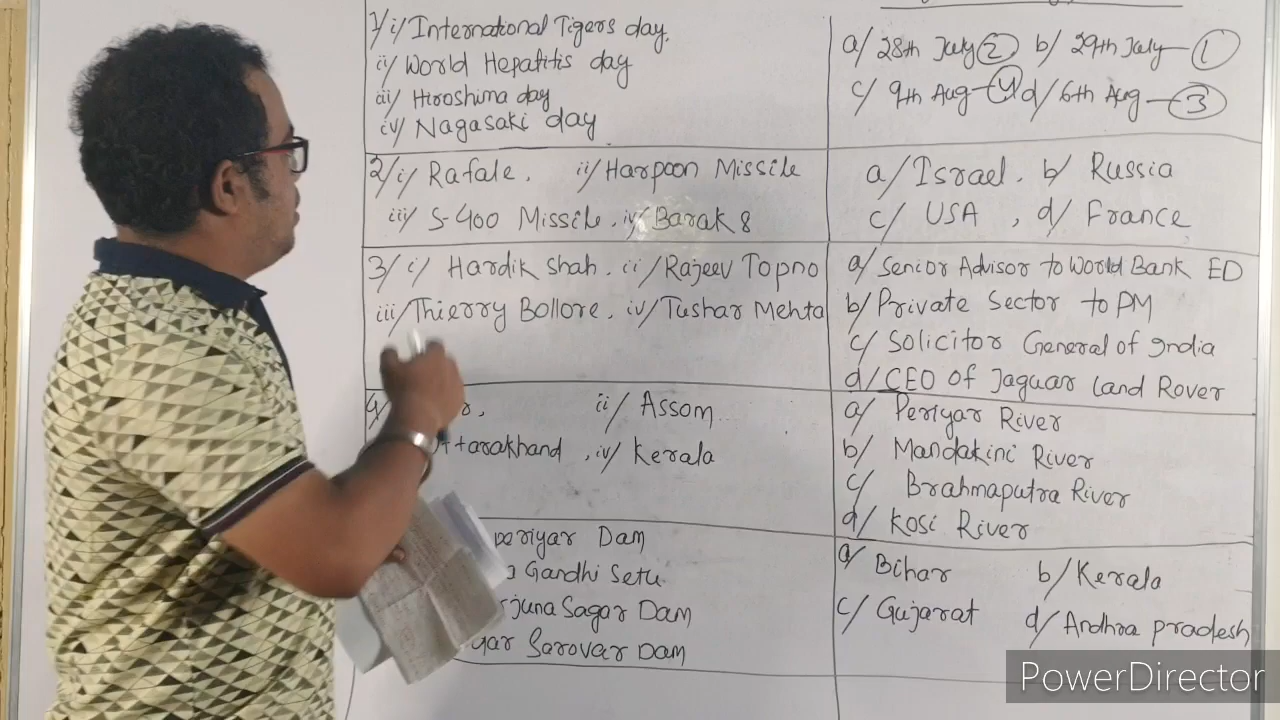 1/ i/ International Tigers day.
ii/ World Hepatitis day
iii/ Hiroshima day
iv/ Nagasaki day
a/ 28th July 2 b/ 29th July — 1
c/ 9th Aug — 4 d/ 6th Aug — 3
2/ i/ Rafale. ii/ Harpoon Missile
iii/ S-400 Missile. iv/ Barak 8
a/ Israel. b/ Russia
c/ USA , d/ France
3/ i/ Hardik Shah. ii/ Rajeev Topno
iii/ Thierry Bollore. iv/ Tushar Mehta
a/ Senior Advisor to World Bank ED
b/ Private Sector to PM
c/ Solicitor General of India
d/ CEO of Jaguar Land Rover
ii/ Assom
ttarakhand , iv/ Kerala
a/ Periyar River
b/ Mandakini River
c/ Brahmaputra River
d/ Kosi River
periyar Dam
Gandhi Setu.
rjuna Sagar Dam
Sarovar Dam
a/ Bihar b/ Kerala
c/ Gujarat d/ Andhra pradesh
PowerDirector